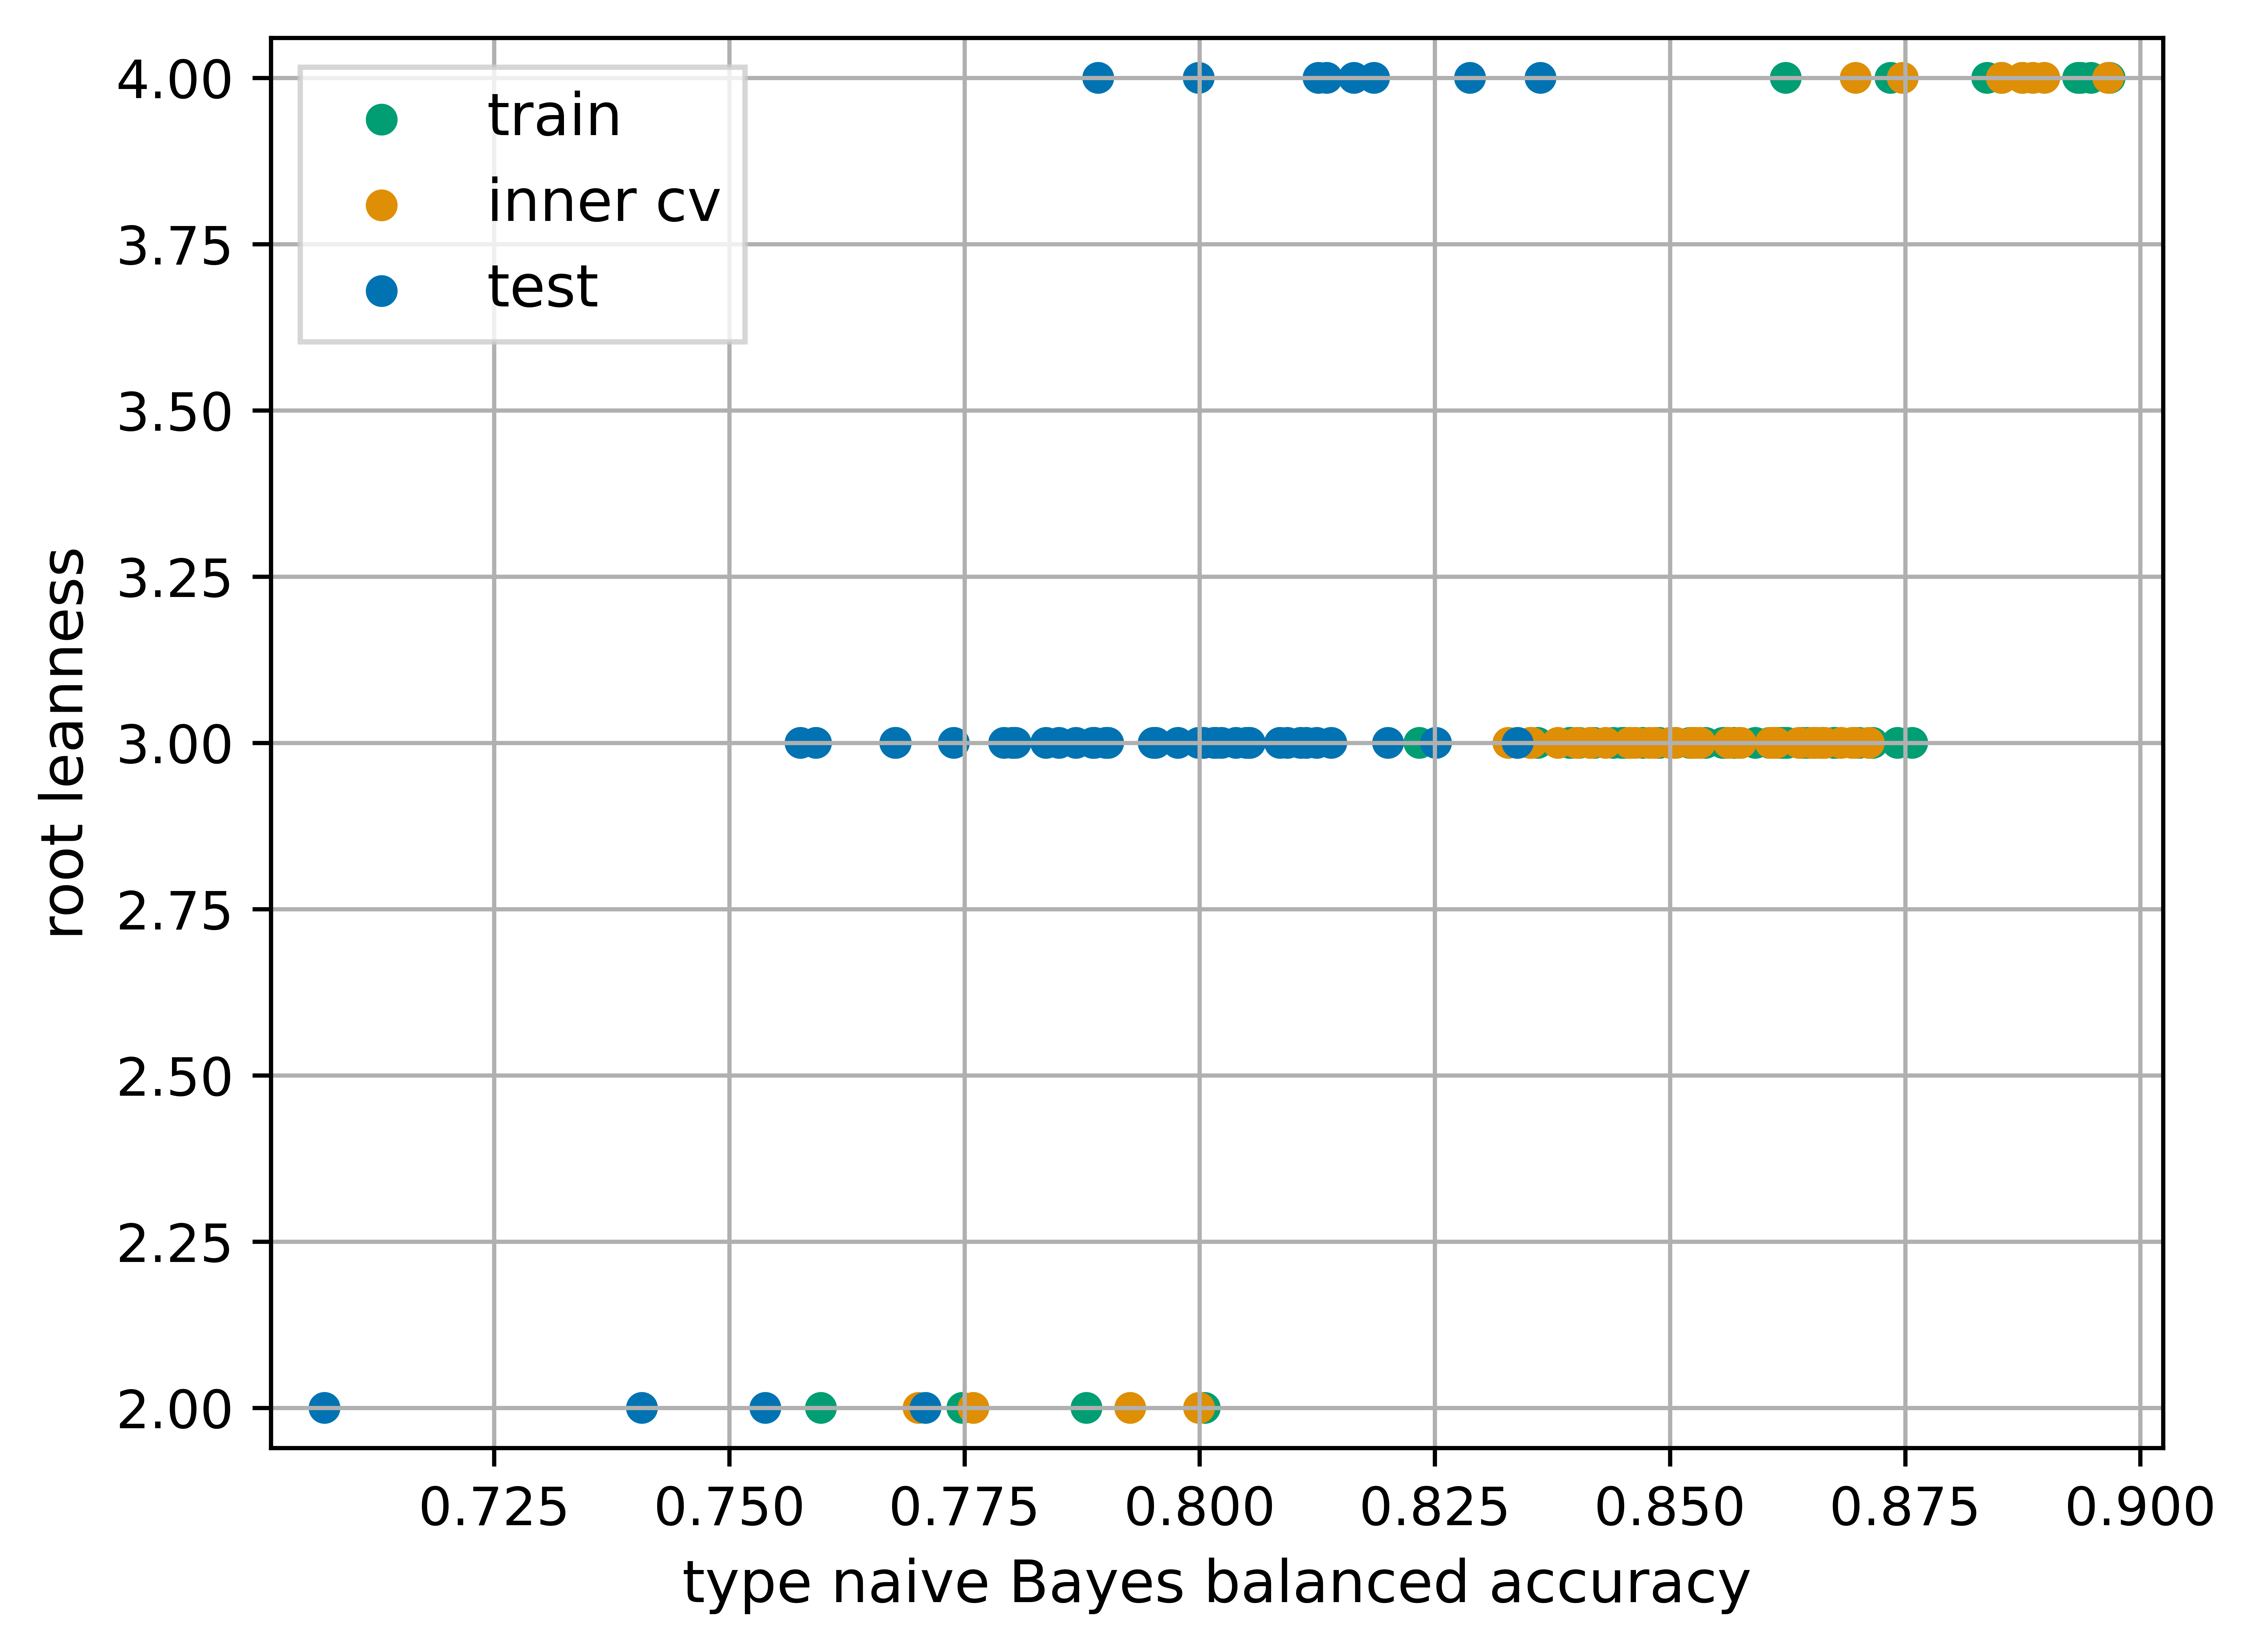 4.00
3.75
3.50
3.25
3.00
2.75
2.50
2.25
2.00
root leanness
train
inner cv
test
0.725 0.750 0.775 0.800 0.825 0.850 0.875 0.900
type naive Bayes balanced accuracy